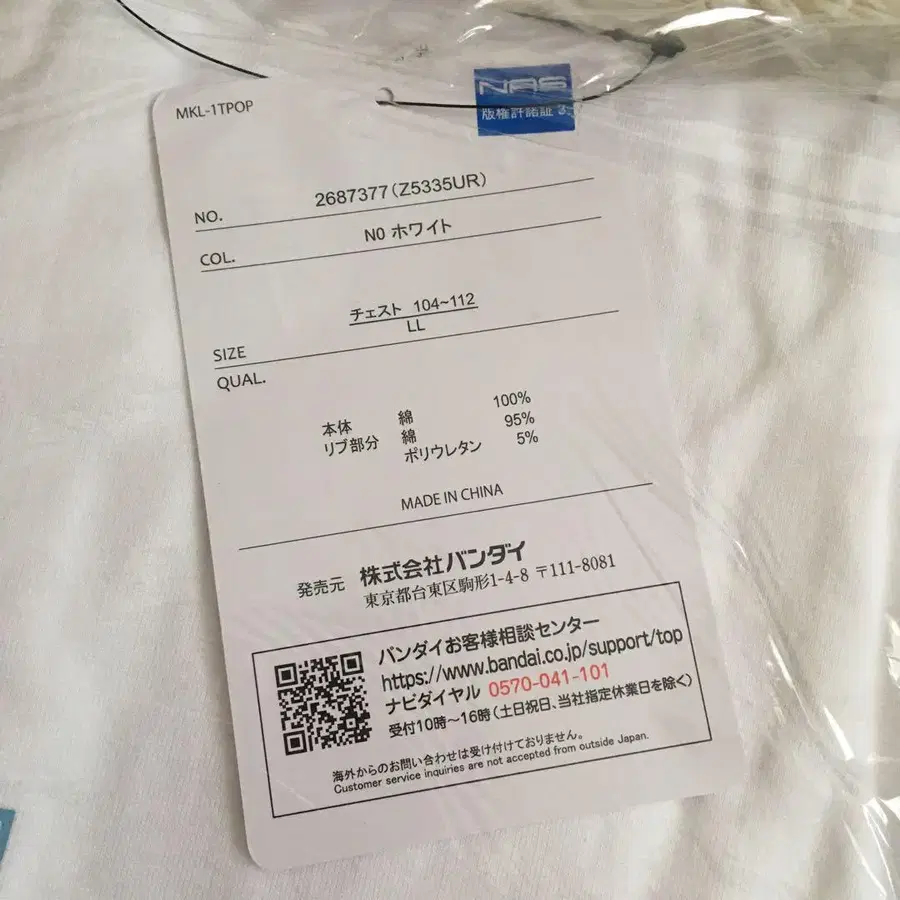 MKL-1TPOP
NAS
版権許諾証
NO. 2687377(Z5335UR)
COL. N0 ホワイト
チェスト 104~112
LL
SIZE
QUAL.
本体 綿 100%
リブ部分 綿 95%
ポリウレタン 5%
MADE IN CHINA
発売元 株式会社バンダイ
東京都台東区駒形1-4-8 〒111-8081
バンダイお客様相談センター
https://www.bandai.co.jp/support/top
ナビダイヤル 0570-041-101
受付10時~16時(土日祝日、当社指定休業日を除く)
海外からのお問い合わせは受け付けておりません。
Customer service inquiries are not accepted from outside Japan.